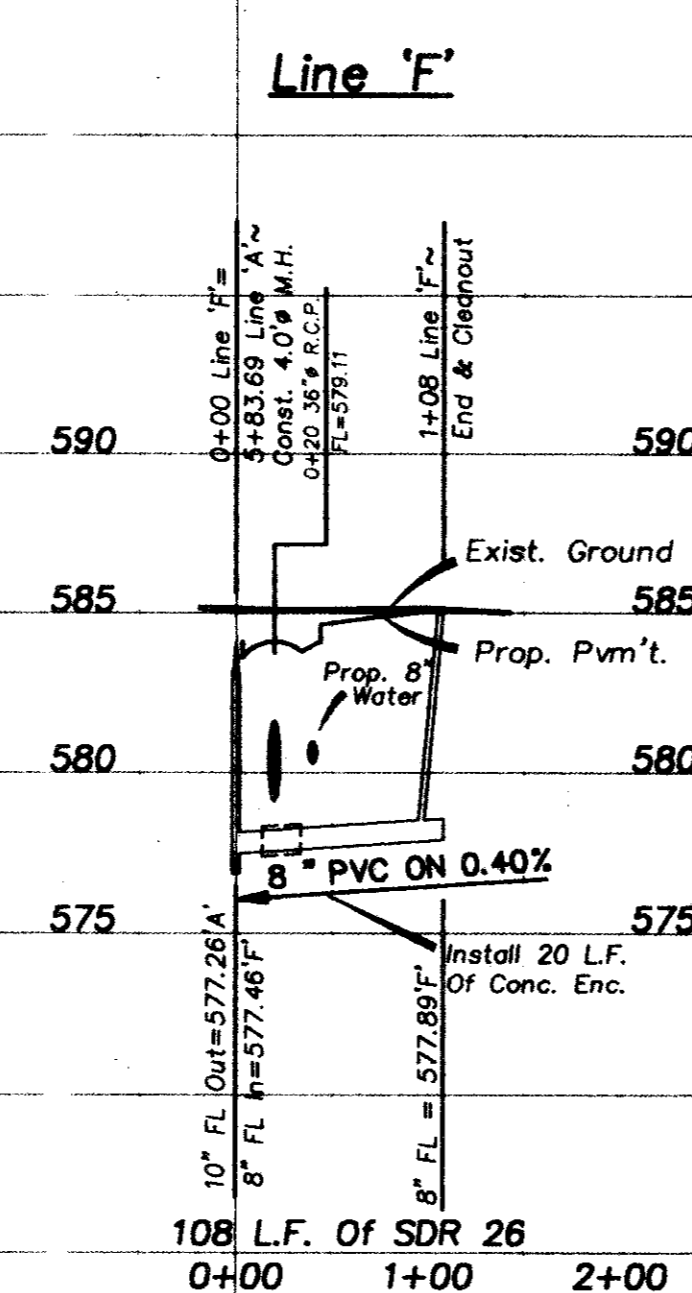 Line 'F'
0+00 Line 'F'=
5+83.69 Line 'A'~
Const. 4.0'ø M.H.
0+20 36"ø R.C.P.
FL=579.11
1+08 Line 'F'~
End & Cleanout
590
590
Exist. Ground
585
585
Prop. Pvm't.
Prop. 8"
Water
580
580
8 " PVC ON 0.40%
575
575
Install 20 L.F.
Of Conc. Enc.
10" FL Out=577.26'A'
8" FL In=577.46'F'
8" FL = 577.89'F'
108 L.F. Of SDR 26
0+00 1+00 2+00